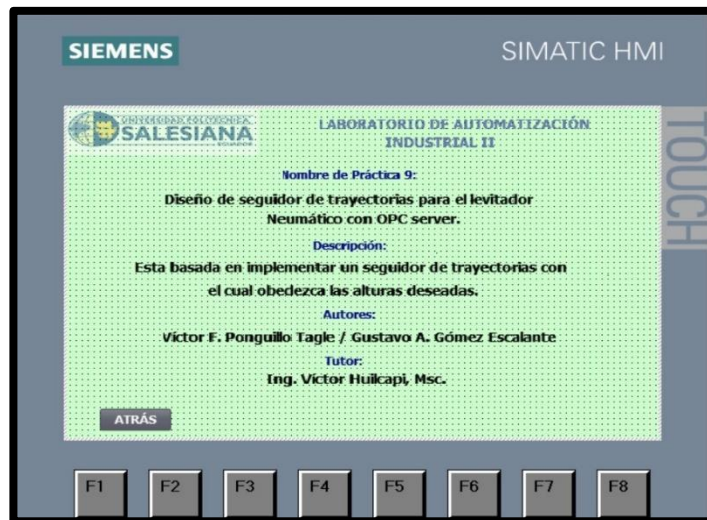 SIEMENS
SIMATIC HMI
TOUCH
UNIVERSIDAD POLITECNICA
SALESIANA
ECUADOR
LABORATORIO DE AUTOMATIZACIÓN
INDUSTRIAL II
Nombre de Práctica 9:
Diseño de seguidor de trayectorias para el levitador
Neumático con OPC server.
Descripción:
Esta basada en implementar un seguidor de trayectorias con
el cual obedezca las alturas deseadas.
Autores:
Víctor F. Ponguillo Tagle / Gustavo A. Gómez Escalante
Tutor:
Ing. Víctor Huilcapi, Msc.
ATRÁS
F1 F2 F3 F4 F5 F6 F7 F8